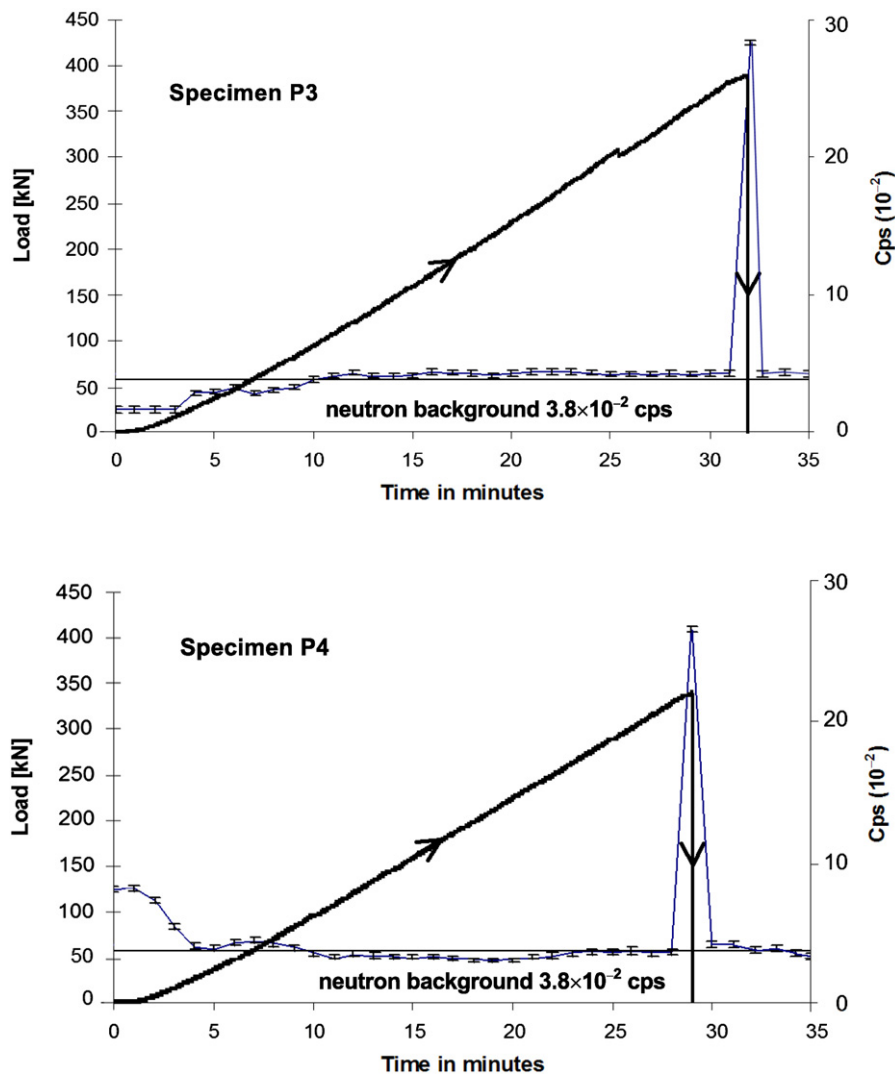 Specimen P3
Load [kN]
450
400
350
300
250
200
150
100
50
0
30
20
10
0
Cps (10⁻²)
neutron background 3.8×10⁻² cps
0 5 10 15 20 25 30 35
Time in minutes
Specimen P4
Load [kN]
450
400
350
300
250
200
150
100
50
0
30
20
10
0
Cps (10⁻²)
neutron background 3.8×10⁻² cps
0 5 10 15 20 25 30 35
Time in minutes